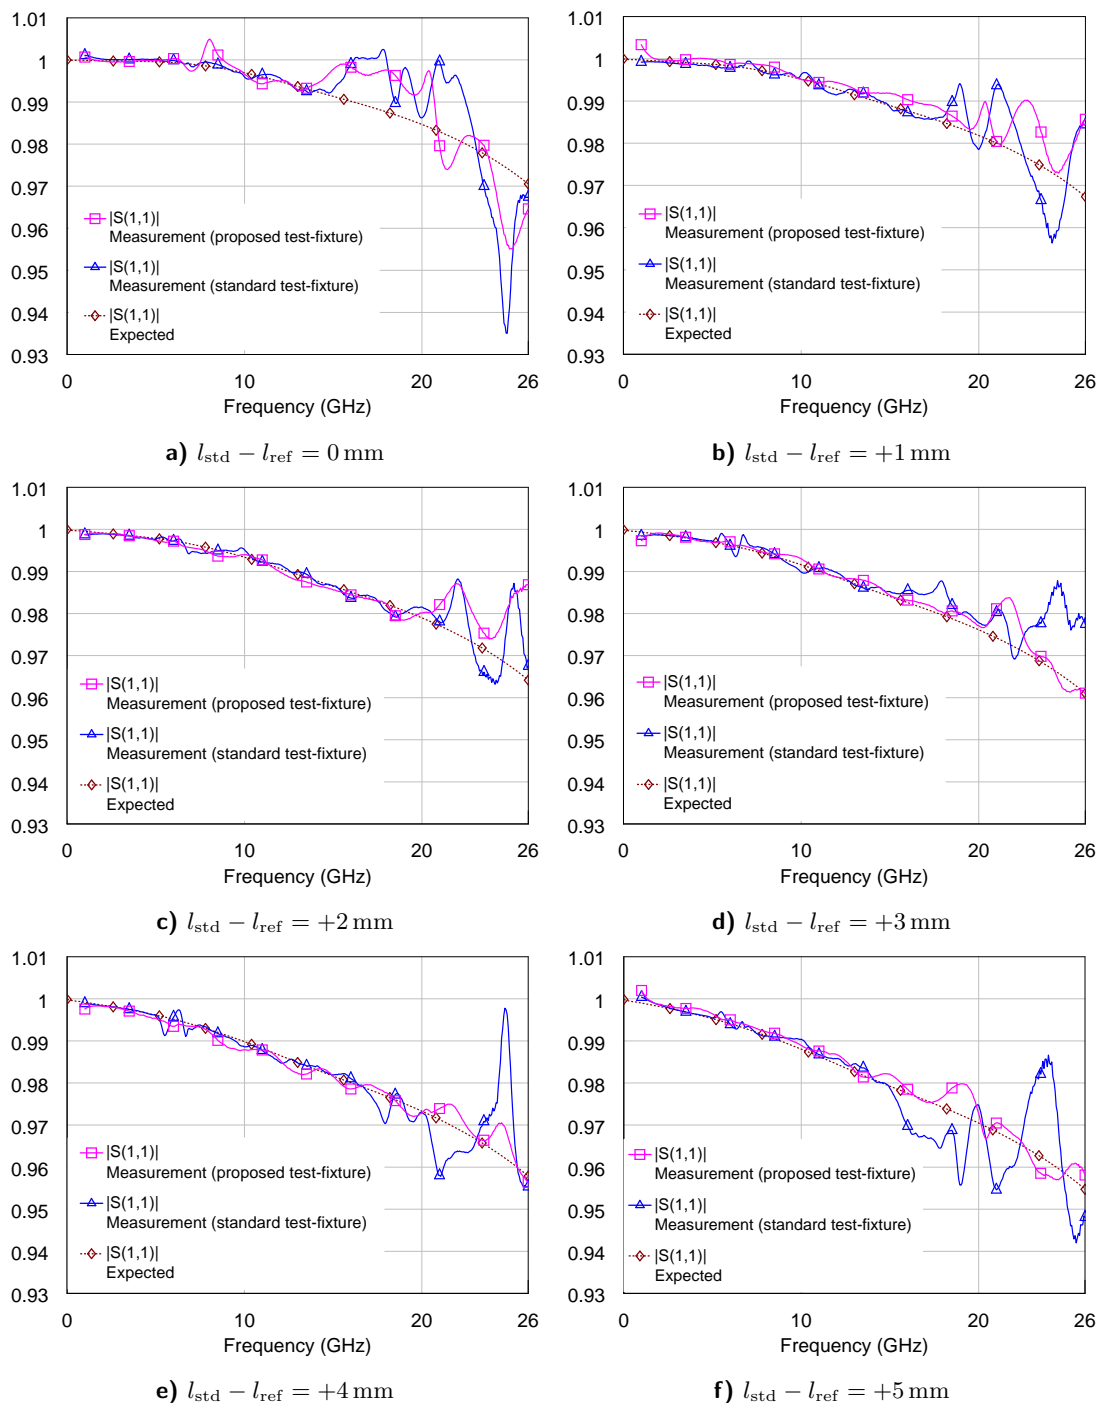 1.01
1
0.99
0.98
0.97
0.96
0.95
0.94
0.93
|S(1,1)|
Measurement (proposed test-fixture)
|S(1,1)|
Measurement (standard test-fixture)
|S(1,1)|
Expected
0 10 20 26
Frequency (GHz)
a) l_std − l_ref = 0 mm
1.01
1
0.99
0.98
0.97
0.96
0.95
0.94
0.93
|S(1,1)|
Measurement (proposed test-fixture)
|S(1,1)|
Measurement (standard test-fixture)
|S(1,1)|
Expected
0 10 20 26
Frequency (GHz)
b) l_std − l_ref = +1 mm
1.01
1
0.99
0.98
0.97
0.96
0.95
0.94
0.93
|S(1,1)|
Measurement (proposed test-fixture)
|S(1,1)|
Measurement (standard test-fixture)
|S(1,1)|
Expected
0 10 20 26
Frequency (GHz)
c) l_std − l_ref = +2 mm
1.01
1
0.99
0.98
0.97
0.96
0.95
0.94
0.93
|S(1,1)|
Measurement (proposed test-fixture)
|S(1,1)|
Measurement (standard test-fixture)
|S(1,1)|
Expected
0 10 20 26
Frequency (GHz)
d) l_std − l_ref = +3 mm
1.01
1
0.99
0.98
0.97
0.96
0.95
0.94
0.93
|S(1,1)|
Measurement (proposed test-fixture)
|S(1,1)|
Measurement (standard test-fixture)
|S(1,1)|
Expected
0 10 20 26
Frequency (GHz)
e) l_std − l_ref = +4 mm
1.01
1
0.99
0.98
0.97
0.96
0.95
0.94
0.93
|S(1,1)|
Measurement (proposed test-fixture)
|S(1,1)|
Measurement (standard test-fixture)
|S(1,1)|
Expected
0 10 20 26
Frequency (GHz)
f) l_std − l_ref = +5 mm